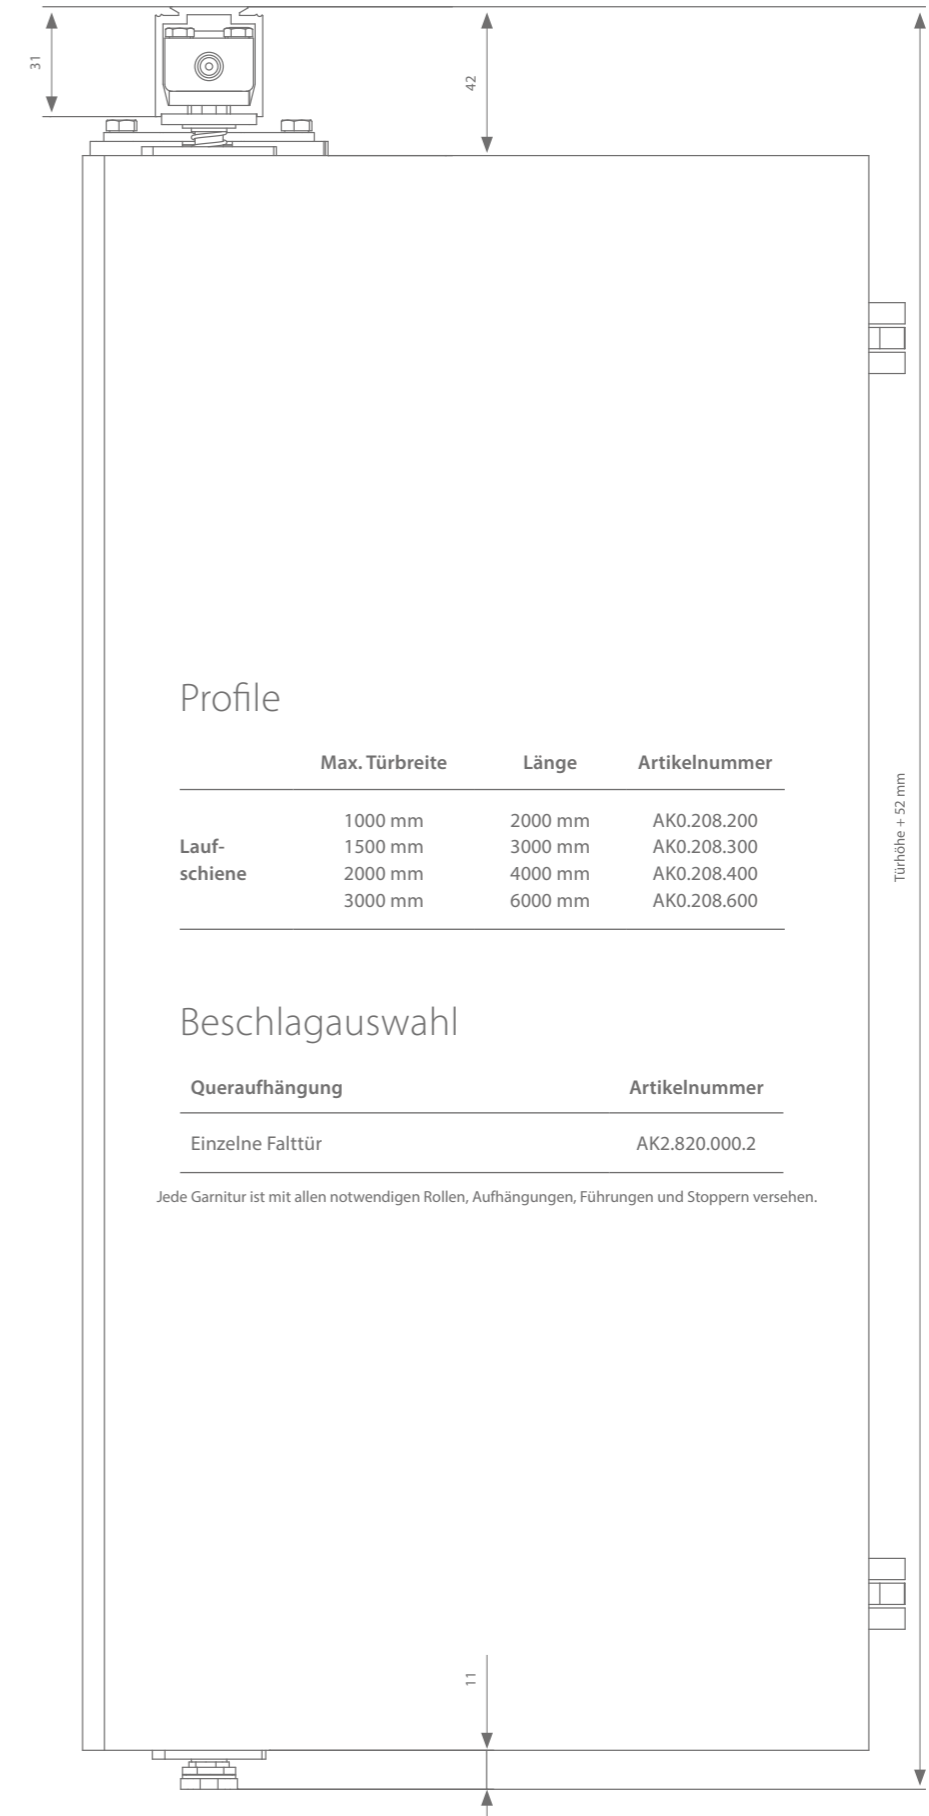 31
42
Profile
Max. Türbreite Länge Artikelnummer
1000 mm 2000 mm AK0.208.200
Lauf- 1500 mm 3000 mm AK0.208.300
schiene 2000 mm 4000 mm AK0.208.400
3000 mm 6000 mm AK0.208.600
Türhöhe + 52 mm
Beschlagauswahl
Queraufhängung Artikelnummer
Einzelne Falttür AK2.820.000.2
Jede Garnitur ist mit allen notwendigen Rollen, Aufhängungen, Führungen und Stoppern versehen.
11